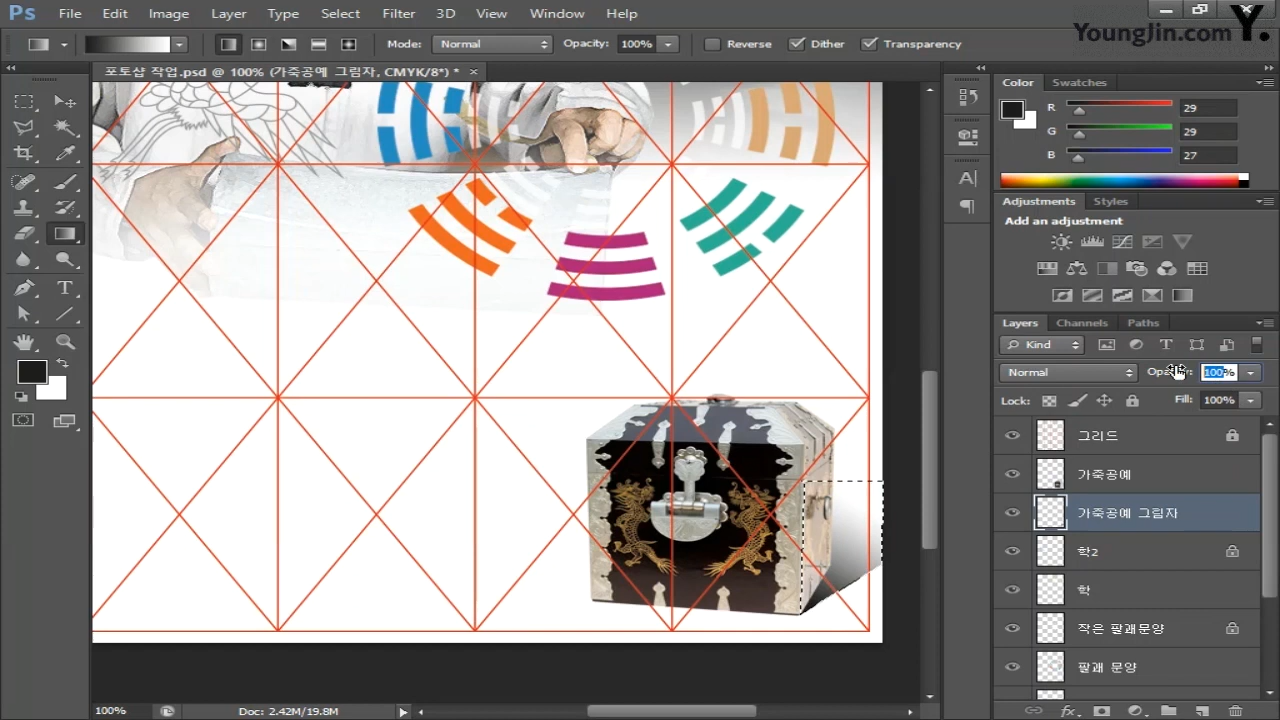 Ps File Edit Image Layer Type Select Filter 3D View Window Help
YoungJin.com Y.
Mode: Normal Opacity: 100% Reverse Dither Transparency
포토샵 작업.psd @ 100% (가죽공예 그림자, CMYK/8*) * ×
Color Swatches
R 29
G 29
B 27
Adjustments Styles
Add an adjustment
Layers Channels Paths
Kind
Normal Opacity: 100%
Lock: Fill: 100%
그리드
가죽공예
가죽공예 그림자
학2
학
작은 팔괘문양
팔괘 문양
100% Doc: 2.42M/19.8M